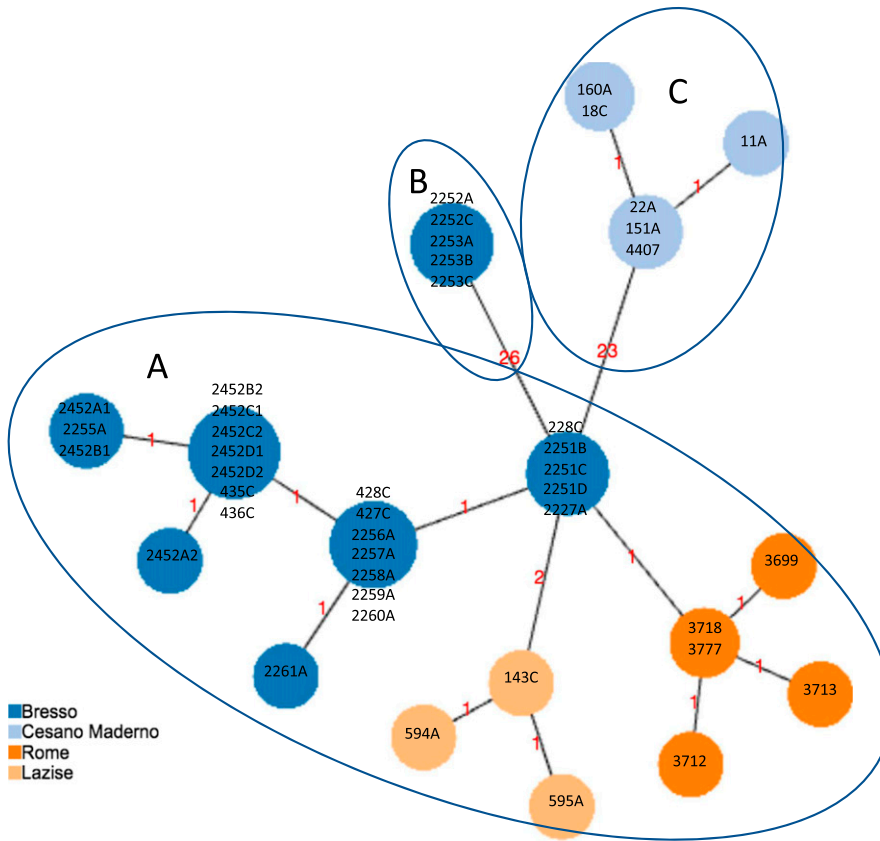 C
160A
18C
11A
1
1
22A
151A
4407
B
2252A
2252C
2253A
2253B
2253C
26
23
A
2452A1
2255A
2452B1
1
2452B2
2452C1
2452C2
2452D1
2452D2
435C
436C
1
2452A2
1
428C
427C
2256A
2257A
2258A
2259A
2260A
1
2261A
1
228C
2251B
2251C
2251D
2227A
2
1
143C
1
594A
1
595A
3718
3777
1
3699
1
3713
1
3712
Bresso
Cesano Maderno
Rome
Lazise